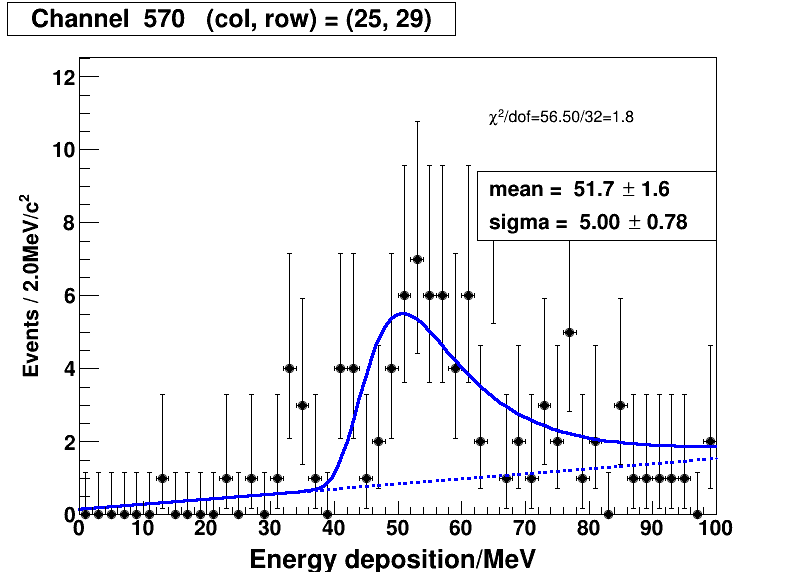 Channel 570 (col, row) = (25, 29)
χ²/dof=56.50/32=1.8
mean = 51.7 ± 1.6
sigma = 5.00 ± 0.78
Events / 2.0MeV/c²
12
10
8
6
4
2
0
0 10 20 30 40 50 60 70 80 90 100
Energy deposition/MeV